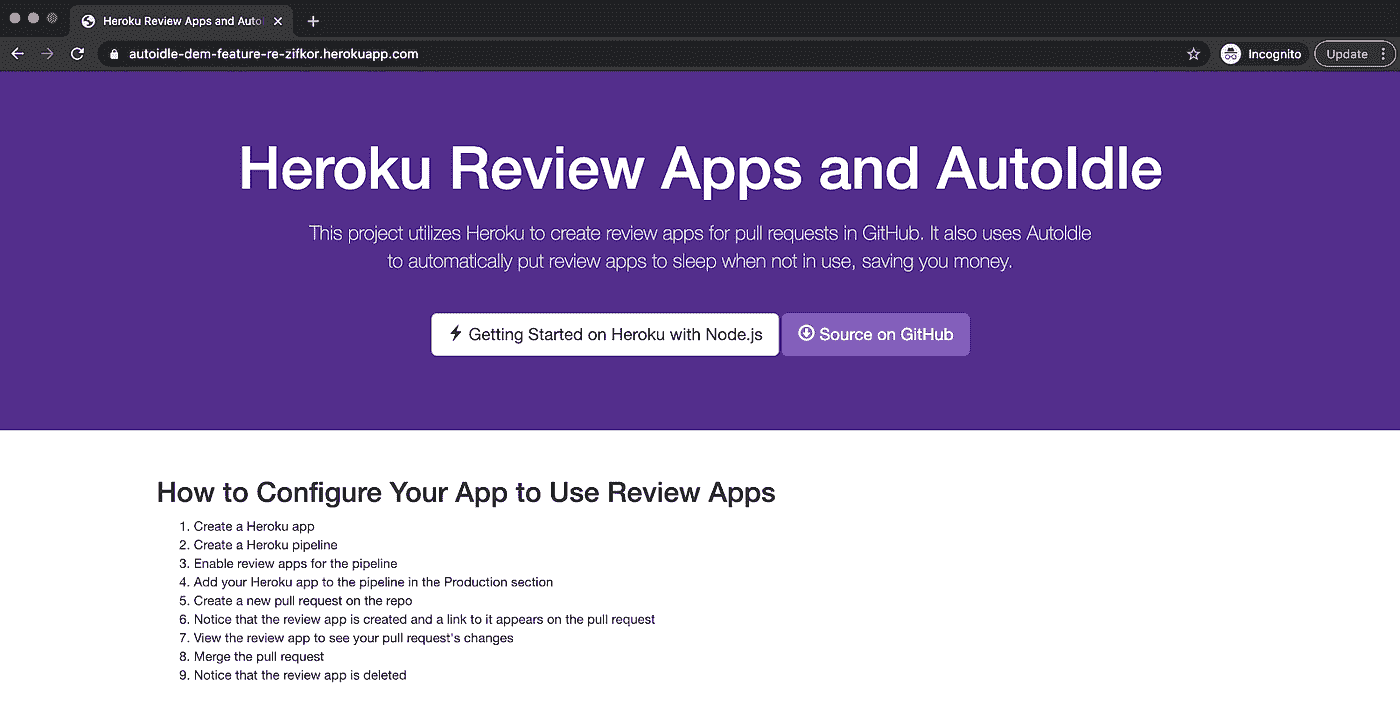 Heroku Review Apps and Auto
autoidle-dem-feature-re-zifkor.herokuapp.com
Incognito
Update
Heroku Review Apps and AutoIdle
This project utilizes Heroku to create review apps for pull requests in GitHub. It also uses AutoIdle
to automatically put review apps to sleep when not in use, saving you money.
Getting Started on Heroku with Node.js
Source on GitHub
How to Configure Your App to Use Review Apps
1. Create a Heroku app
2. Create a Heroku pipeline
3. Enable review apps for the pipeline
4. Add your Heroku app to the pipeline in the Production section
5. Create a new pull request on the repo
6. Notice that the review app is created and a link to it appears on the pull request
7. View the review app to see your pull request's changes
8. Merge the pull request
9. Notice that the review app is deleted